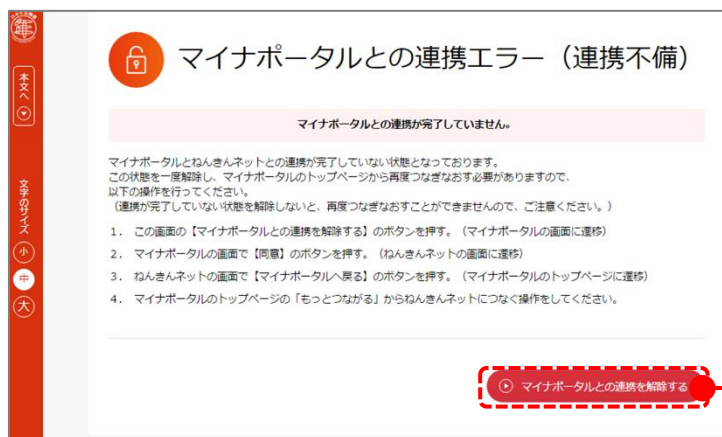 マイナポータルとの連携エラー（連携不備）
マイナポータルとの連携が完了していません。
マイナポータルとねんきんネットとの連携が完了していない状態となっております。
この状態を一度解除し、マイナポータルのトップページから再度つなぎなおす必要がありますので、
以下の操作を行ってください。
（連携が完了していない状態を解除しないと、再度つなぎなおすことができませんので、ご注意ください。）
1. この画面の【マイナポータルとの連携を解除する】のボタンを押す。（マイナポータルの画面に遷移）
2. マイナポータルの画面で【同意】のボタンを押す。（ねんきんネットの画面に遷移）
3. ねんきんネットの画面で【マイナポータルへ戻る】のボタンを押す。（マイナポータルのトップページに遷移）
4. マイナポータルのトップページの「もっとつながる」からねんきんネットにつなぐ操作をしてください。
マイナポータルとの連携を解除する
本文へ
文字のサイズ
小
中
大